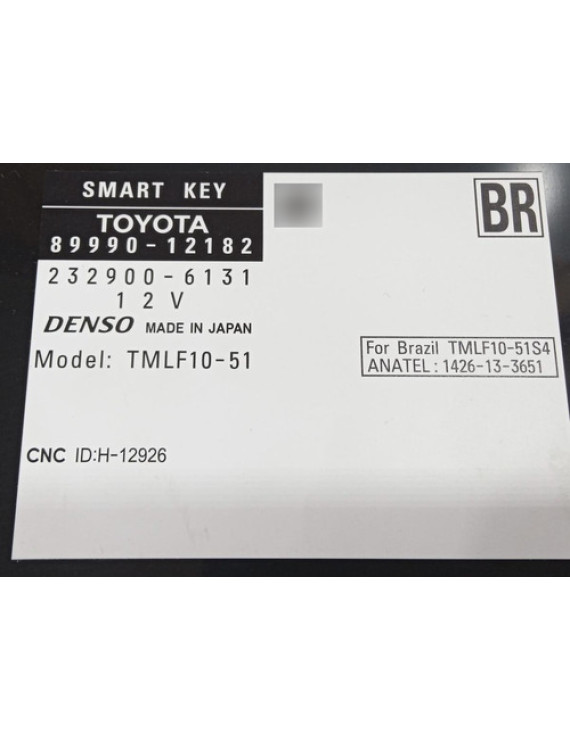 SMART KEY
TOYOTA
89990-12182
BR
232900-6131
12V
DENSO MADE IN JAPAN
Model: TMLF10-51
For Brazil TMLF10-51S4
ANATEL: 1426-13-3651
CNC ID:H-12926